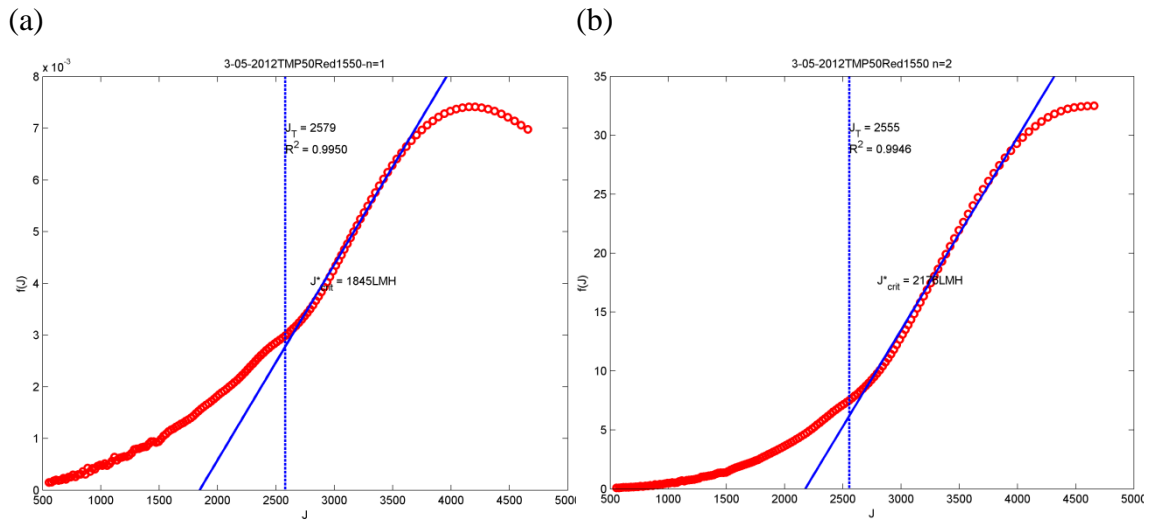 (a)
(b)
3-05-2012TMP50Red1550-n=1
x 10^-3
8
7
6
5
4
3
2
1
0
f(J)
J_T = 2579
R^2 = 0.9950
J^*_crit = 1845LMH
500 1000 1500 2000 2500 3000 3500 4000 4500 5000
J
3-05-2012TMP50Red1550 n=2
35
30
25
20
15
10
5
0
f(J)
J_T = 2555
R^2 = 0.9946
J^*_crit =
500 1000 1500 2000 2500 3000 3500 4000 4500 5000
J